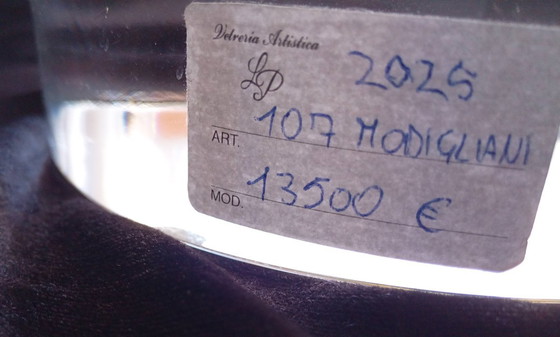 Vetreria Artistica
LP 2025
ART. 107 MODIGLIANI
MOD. 13500 €